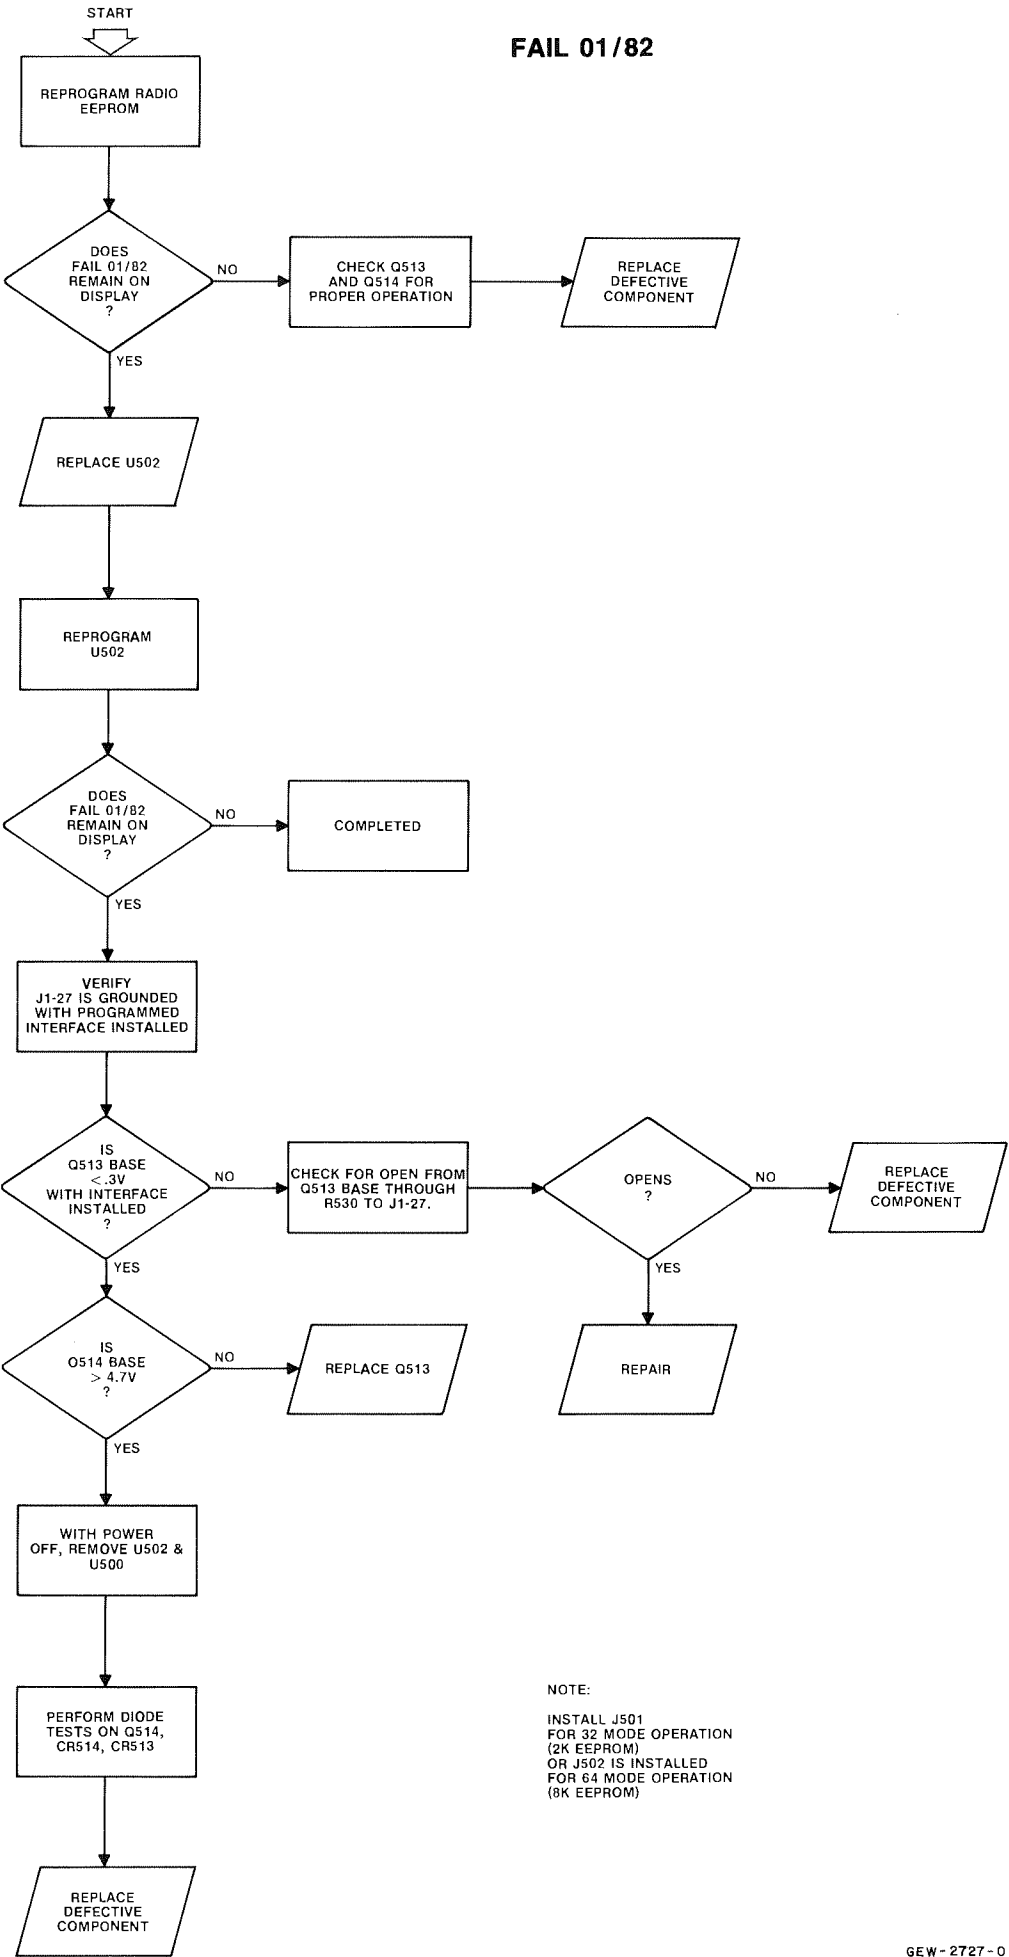 START
FAIL 01/82
REPROGRAM RADIO
EEPROM
DOES
FAIL 01/82
REMAIN ON
DISPLAY
?
NO
CHECK Q513
AND Q514 FOR
PROPER OPERATION
REPLACE
DEFECTIVE
COMPONENT
YES
REPLACE U502
REPROGRAM
U502
DOES
FAIL 01/82
REMAIN ON
DISPLAY
?
NO
COMPLETED
YES
VERIFY
J1-27 IS GROUNDED
WITH PROGRAMMED
INTERFACE INSTALLED
IS
Q513 BASE
<.3V
WITH INTERFACE
INSTALLED
?
NO
CHECK FOR OPEN FROM
Q513 BASE THROUGH
R530 TO J1-27.
OPENS
?
NO
REPLACE
DEFECTIVE
COMPONENT
YES
YES
IS
Q514 BASE
> 4.7V
?
NO
REPLACE Q513
REPAIR
YES
WITH POWER
OFF, REMOVE U502 &
U500
PERFORM DIODE
TESTS ON Q514,
CR514, CR513
NOTE:
INSTALL J501
FOR 32 MODE OPERATION
(2K EEPROM)
OR J502 IS INSTALLED
FOR 64 MODE OPERATION
(8K EEPROM)
REPLACE
DEFECTIVE
COMPONENT
GEW-2727-0